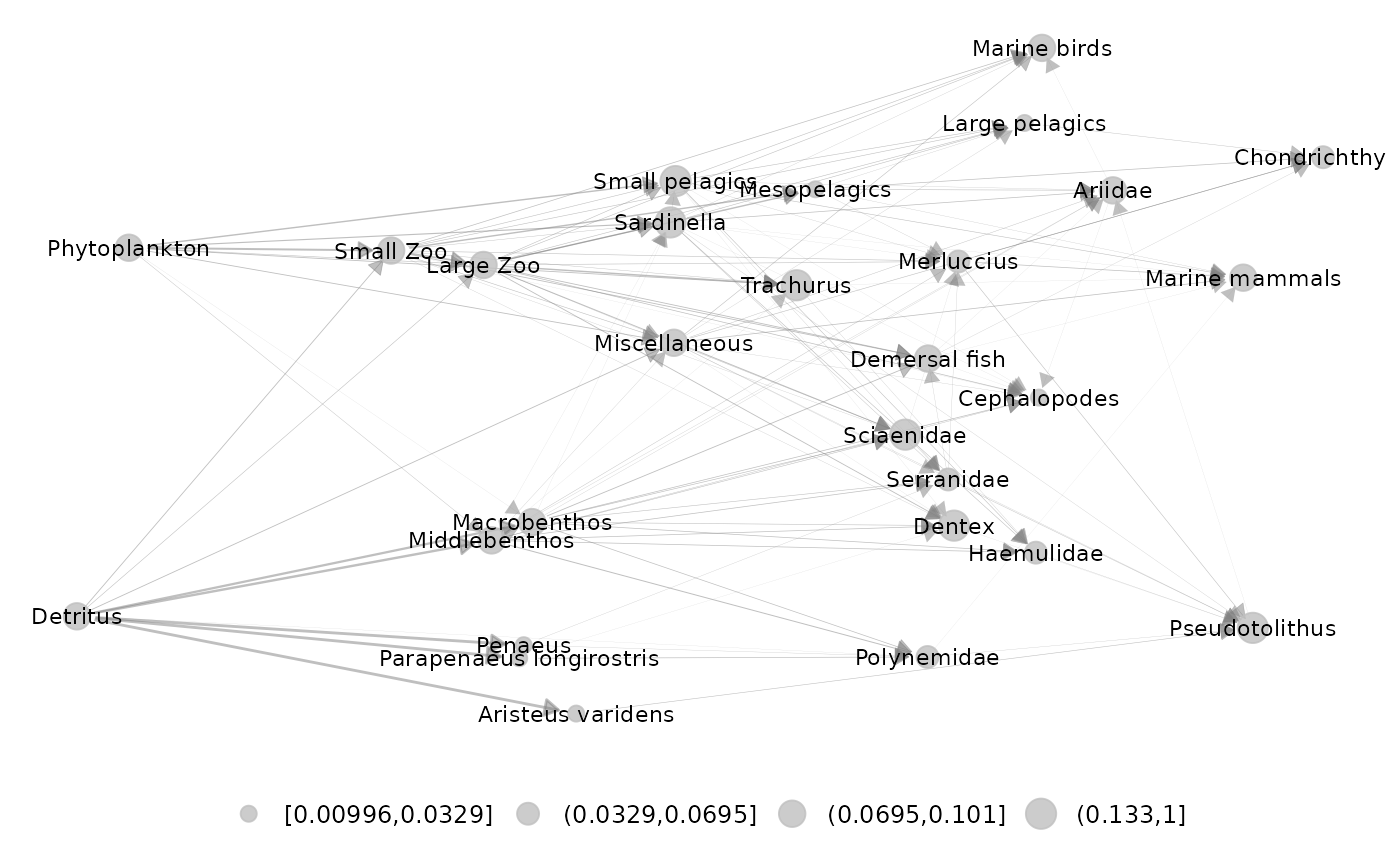 Marine birds
Large pelagics
Chondrichthy
Small pelagics
Mesopelagics
Ariidae
Sardinella
Phytoplankton
Small Zoo
Large Zoo
Merluccius
Marine mammals
Trachurus
Miscellaneous
Demersal fish
Cephalopodes
Sciaenidae
Serranidae
Macrobenthos
Dentex
Middlebenthos
Haemulidae
Detritus
Pseudotolithus
Penaeus
Parapenaeus longirostris
Polynemidae
Aristeus varidens
[0.00996,0.0329] (0.0329,0.0695] (0.0695,0.101] (0.133,1]